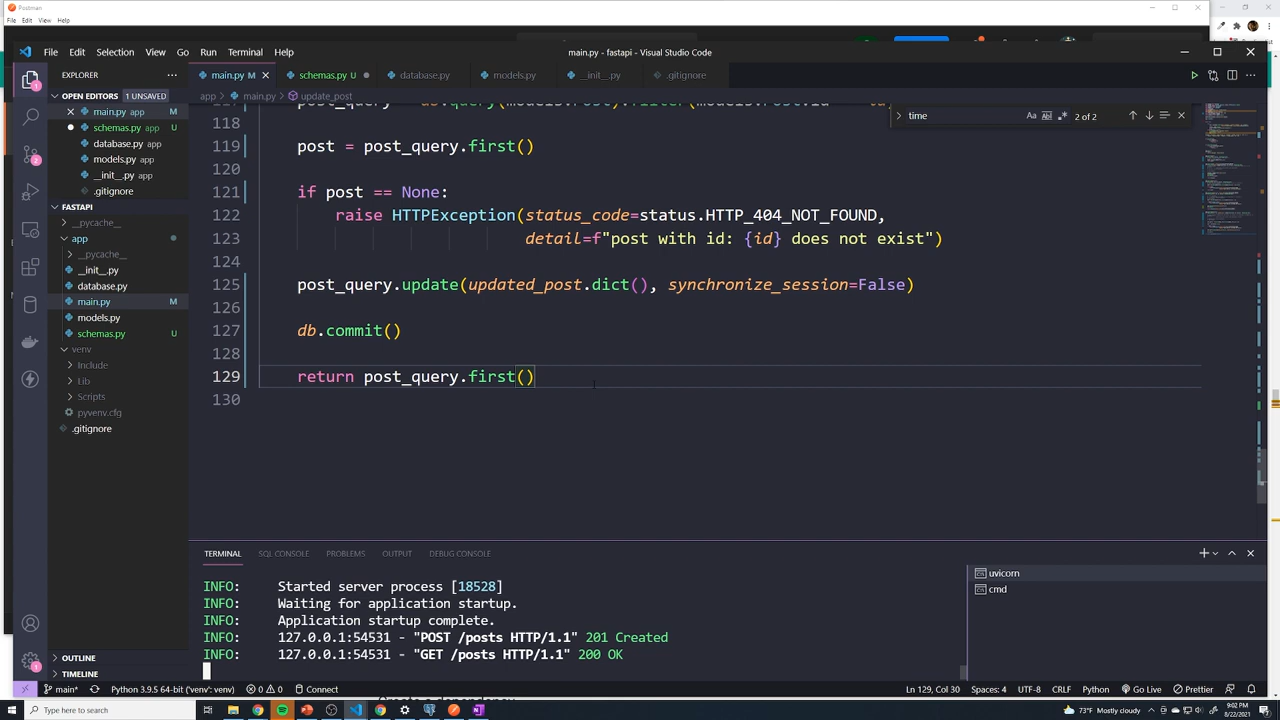 Postman
File Edit View Help
File Edit Selection View Go Run Terminal Help
main.py - fastapi - Visual Studio Code
EXPLORER
main.py M
schemas.py U
database.py
models.py
__init__.py
.gitignore
OPEN EDITORS 1 UNSAVED
app > main.py > update_post
main.py app M
schemas.py app U
database.py app
models.py app
__init__.py app
.gitignore
time
Aa
2 of 2
118
119 post = post_query.first()
120
121 if post == None:
122 raise HTTPException(status_code=status.HTTP_404_NOT_FOUND,
123 detail=f"post with id: {id} does not exist")
124
125 post_query.update(updated_post.dict(), synchronize_session=False)
126
127 db.commit()
128
129 return post_query.first()
130
FASTAPI
__pycache__
app
__pycache__
__init__.py
database.py
main.py M
models.py
schemas.py U
venv
Include
Lib
Scripts
pyvenv.cfg
.gitignore
OUTLINE
TIMELINE
TERMINAL SQL CONSOLE PROBLEMS OUTPUT DEBUG CONSOLE
INFO: Started server process [18528]
INFO: Waiting for application startup.
INFO: Application startup complete.
INFO: 127.0.0.1:54531 - "POST /posts HTTP/1.1" 201 Created
INFO: 127.0.0.1:54531 - "GET /posts HTTP/1.1" 200 OK
uvicorn
cmd
main* Python 3.9.5 64-bit ('venv': venv) 0 0 Connect
Ln 129, Col 30 Spaces: 4 UTF-8 CRLF Python Go Live Prettier
Type here to search
73°F Mostly cloudy
9:02 PM
8/22/2021